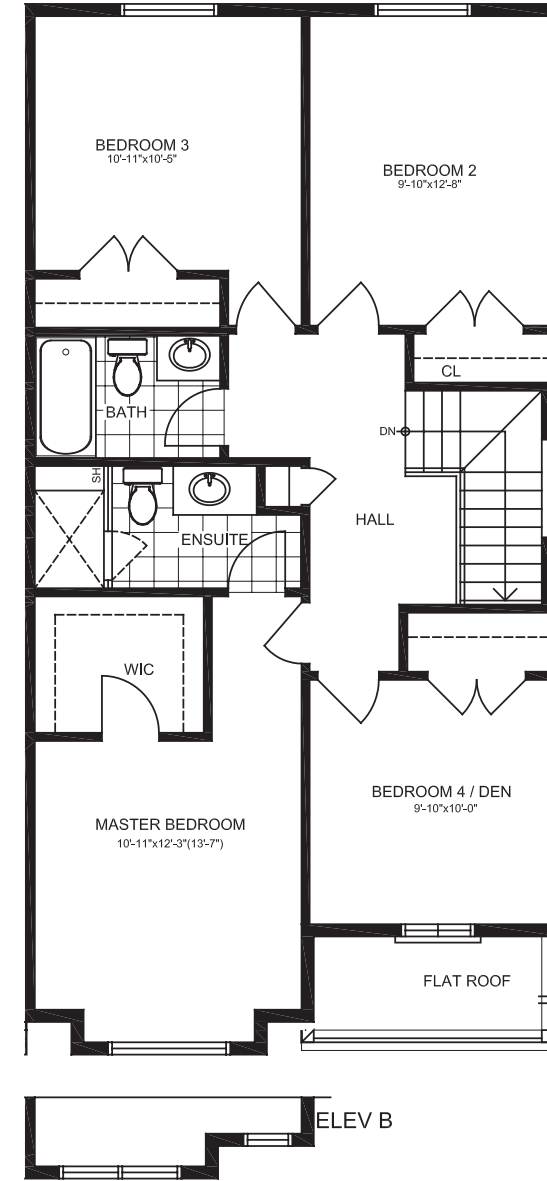 BEDROOM 3
10'-11"x10'-5"
BEDROOM 2
9'-10"x12'-8"
CL
BATH
DN
SH
ENSUITE
HALL
WIC
BEDROOM 4 / DEN
9'-10"x10'-0"
MASTER BEDROOM
10'-11"x12'-3"(13'-7")
FLAT ROOF
ELEV B